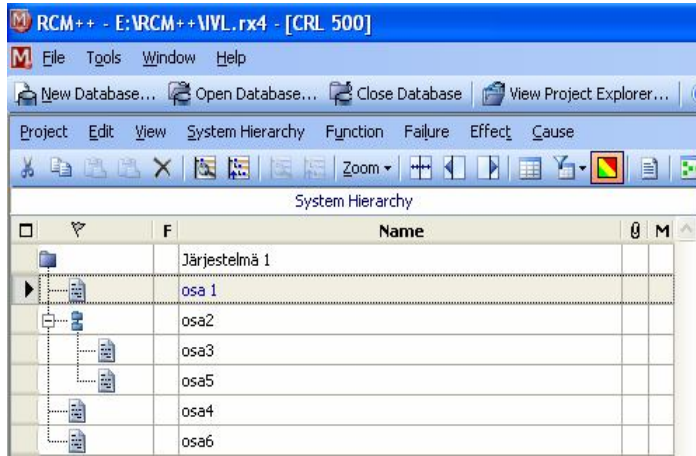 RCM++ - E:\RCM++\IVL.rx4 - [CRL 500]
File Tools Window Help
New Database... Open Database... Close Database View Project Explorer...
Project Edit View System Hierarchy Function Failure Effect Cause
Zoom
System Hierarchy
F Name M
Järjestelmä 1
osa 1
osa2
osa3
osa5
osa4
osa6